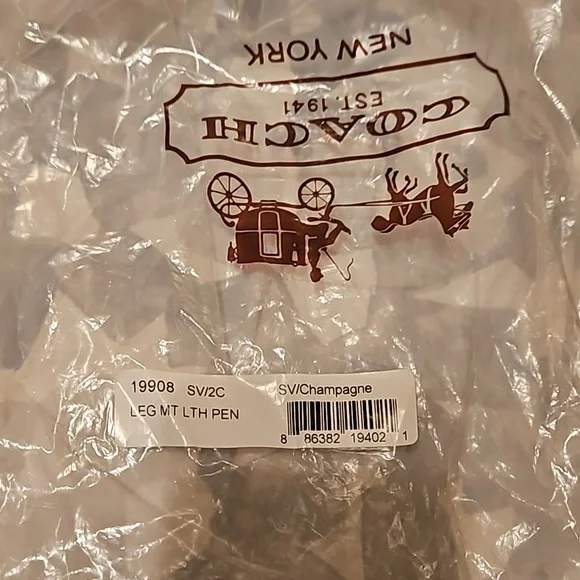 NEW YORK
EST. 1941
COACH
19908 SV/2C SV/Champagne
LEG MT LTH PEN
8 86382 19402 1